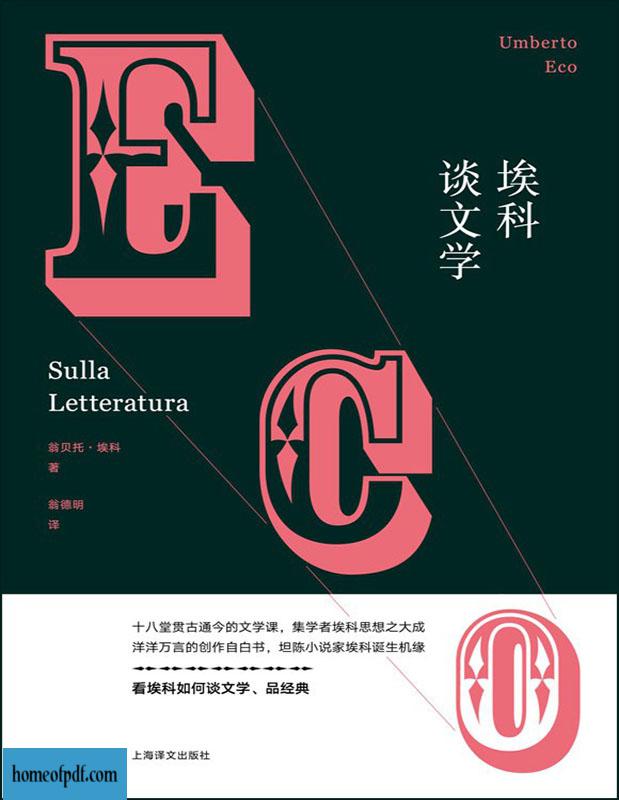 Umberto
Eco
E
C
O
埃科
谈文学
Sulla
Letteratura
翁贝托·埃科
著
翁德明
译
十八堂贯古通今的文学课，集学者埃科思想之大成
洋洋万言的创作自白书，坦陈小说家埃科诞生机缘
看埃科如何谈文学、品经典
上海译文出版社
homeofpdf.com